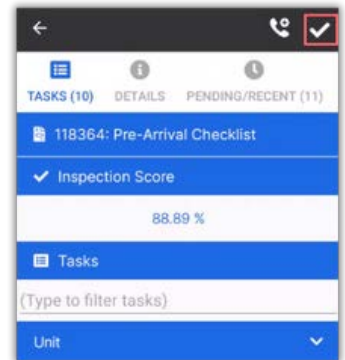 TASKS (10) DETAILS PENDING/RECENT (11)
118364: Pre-Arrival Checklist
Inspection Score
88.89 %
Tasks
(Type to filter tasks)
Unit